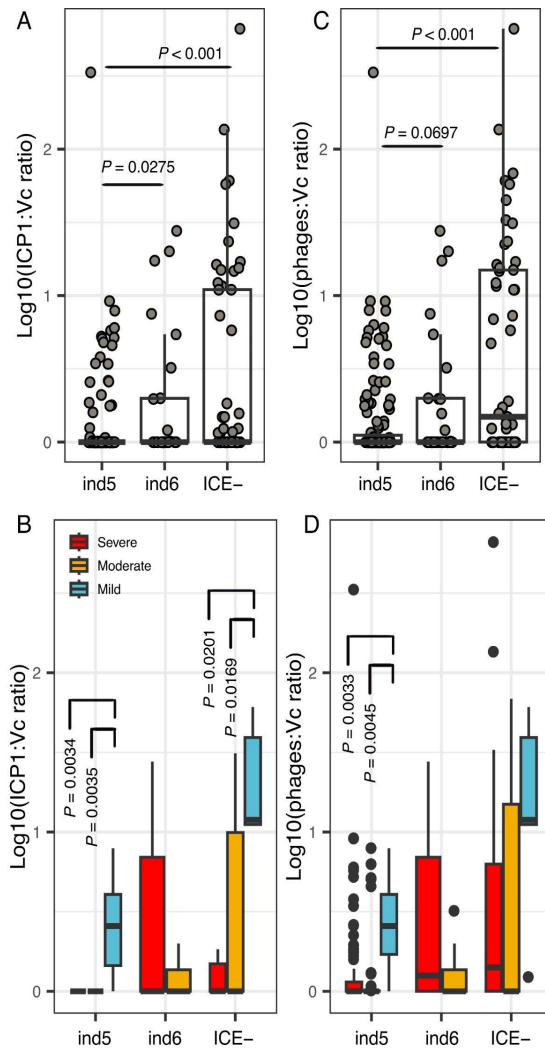 A
P < 0.001
P = 0.0275
Log10(ICP1:Vc ratio)
2
1
0
ind5 ind6 ICE-
C
P < 0.001
P = 0.0697
Log10(phages:Vc ratio)
2
1
0
ind5 ind6 ICE-
B
Severe
Moderate
Mild
P = 0.0034
P = 0.0035
P = 0.0201
P = 0.0169
Log10(ICP1:Vc ratio)
2
1
0
ind5 ind6 ICE-
D
P = 0.0033
P = 0.0045
Log10(phages:Vc ratio)
2
1
0
ind5 ind6 ICE-